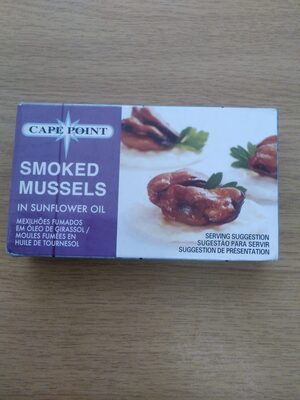 CAPE POINT
SMOKED
MUSSELS
IN SUNFLOWER OIL
MEXILHÕES FUMADOS
EM ÓLEO DE GIRASSOL /
MOULES FUMÉES EN
HUILE DE TOURNESOL
SERVING SUGGESTION
SUGESTÃO PARA SERVIR
SUGGESTION DE PRÉSENTATION